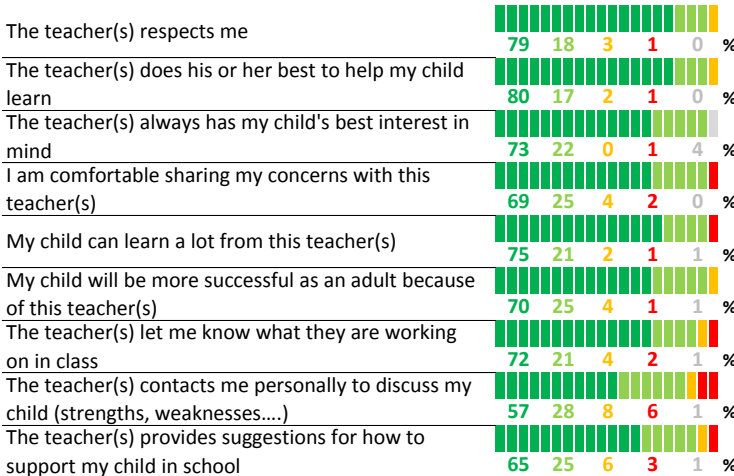 The teacher(s) respects me
79 18 3 1 0 %
The teacher(s) does his or her best to help my child
learn
80 17 2 1 0 %
The teacher(s) always has my child's best interest in
mind
73 22 0 1 4 %
I am comfortable sharing my concerns with this
teacher(s)
69 25 4 2 0 %
My child can learn a lot from this teacher(s)
75 21 2 1 1 %
My child will be more successful as an adult because
of this teacher(s)
70 25 4 1 1 %
The teacher(s) let me know what they are working
on in class
72 21 4 2 1 %
The teacher(s) contacts me personally to discuss my
child (strengths, weaknesses....)
57 28 8 6 1 %
The teacher(s) provides suggestions for how to
support my child in school
65 25 6 3 1 %